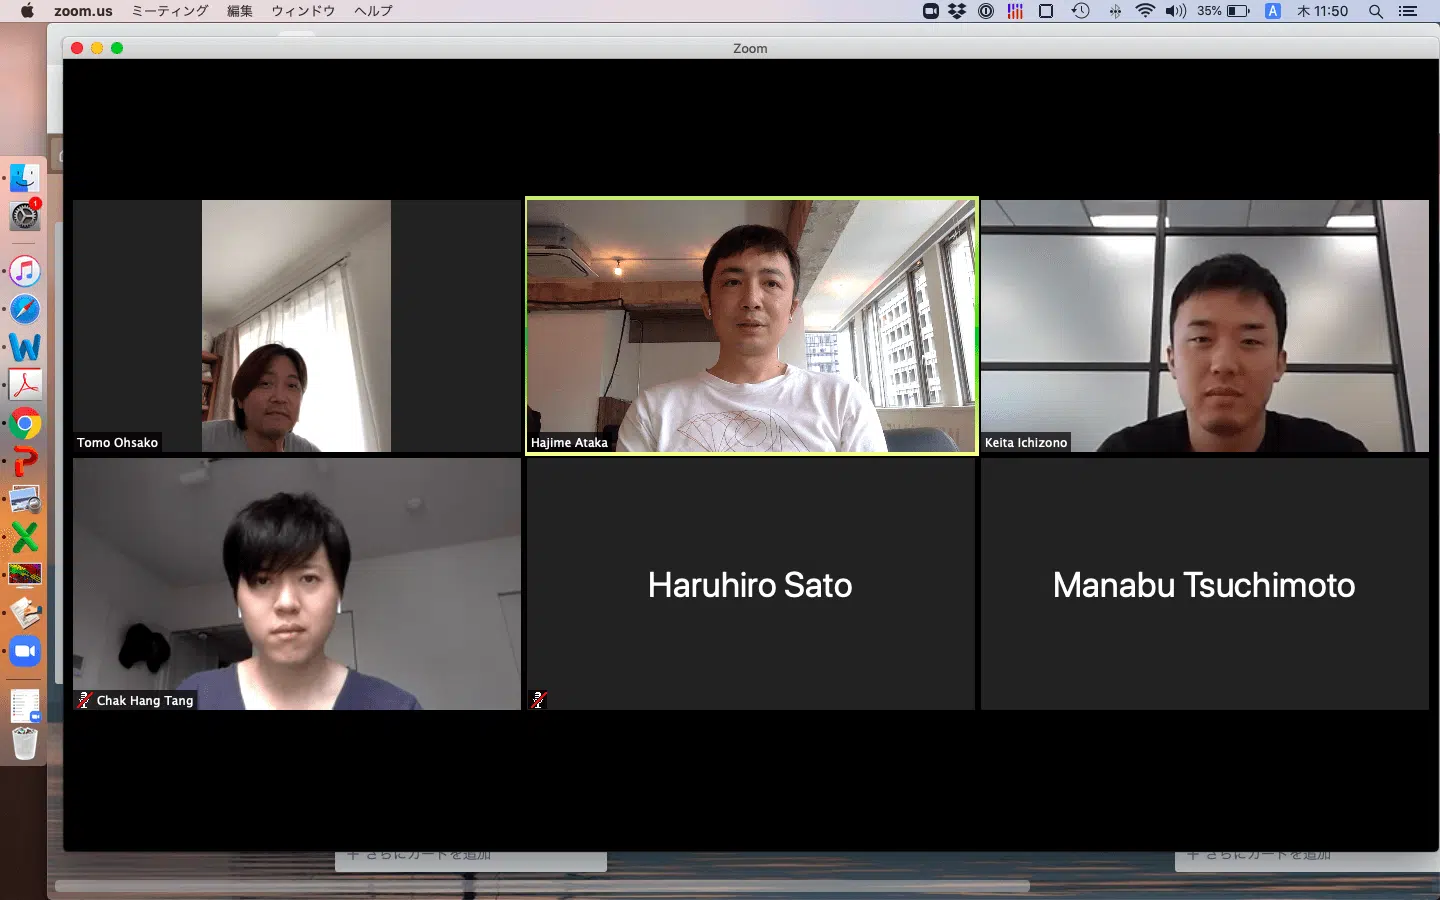 zoom.us ミーティング 編集 ウィンドウ ヘルプ 35% A 木 11:50
Zoom
1
Tomo Ohsako
Hajime Ataka
Keita Ichizono
Chak Hang Tang
Haruhiro Sato
Manabu Tsuchimoto
+ さらにカードを追加
+ さらにカードを追加